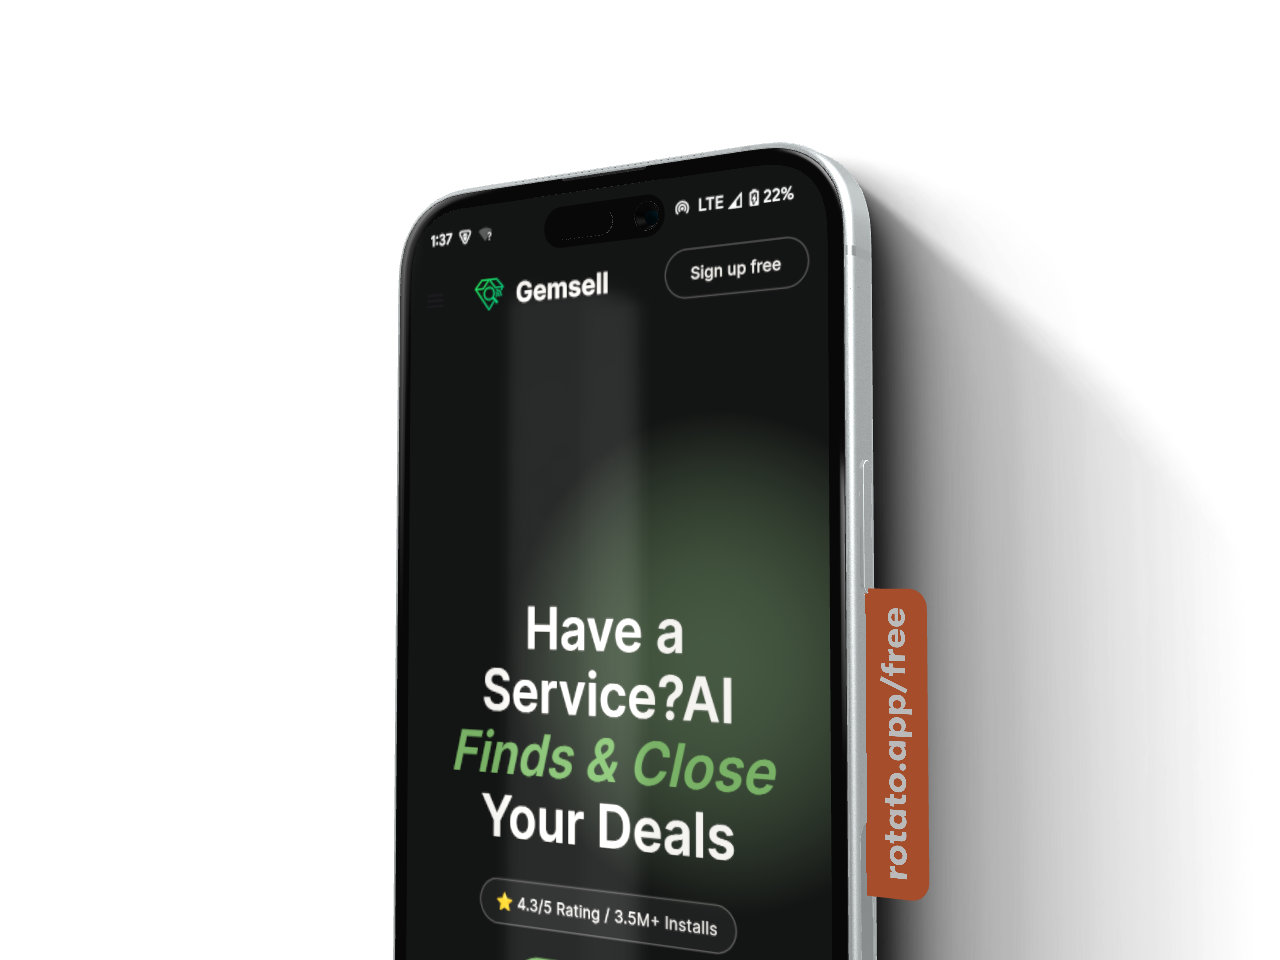 1:37
LTE 22%
Gemsell
Sign up free
Have a
Service?AI
Finds & Close
Your Deals
⭐ 4.3/5 Rating / 3.5M+ Installs
rotato.app/free